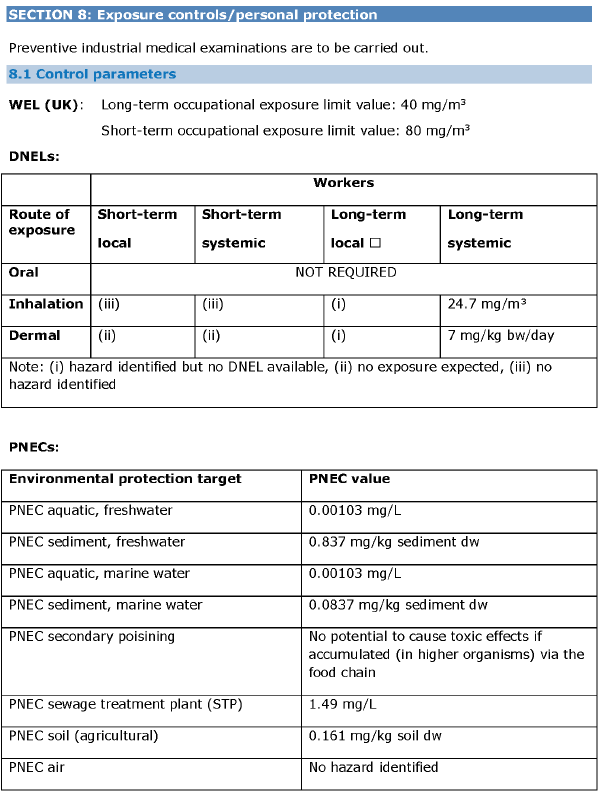 SECTION 8: Exposure controls/personal protection
Preventive industrial medical examinations are to be carried out.
8.1 Control parameters
WEL (UK): Long-term occupational exposure limit value: 40 mg/m³
Short-term occupational exposure limit value: 80 mg/m³
DNELs:
Workers
Route of exposure Short-term local Short-term systemic Long-term local ☐ Long-term systemic
Oral NOT REQUIRED
Inhalation (iii) (iii) (i) 24.7 mg/m³
Dermal (ii) (ii) (i) 7 mg/kg bw/day
Note: (i) hazard identified but no DNEL available, (ii) no exposure expected, (iii) no
hazard identified
PNECs:
Environmental protection target PNEC value
PNEC aquatic, freshwater 0.00103 mg/L
PNEC sediment, freshwater 0.837 mg/kg sediment dw
PNEC aquatic, marine water 0.00103 mg/L
PNEC sediment, marine water 0.0837 mg/kg sediment dw
PNEC secondary poisining No potential to cause toxic effects if
accumulated (in higher organisms) via the
food chain
PNEC sewage treatment plant (STP) 1.49 mg/L
PNEC soil (agricultural) 0.161 mg/kg soil dw
PNEC air No hazard identified